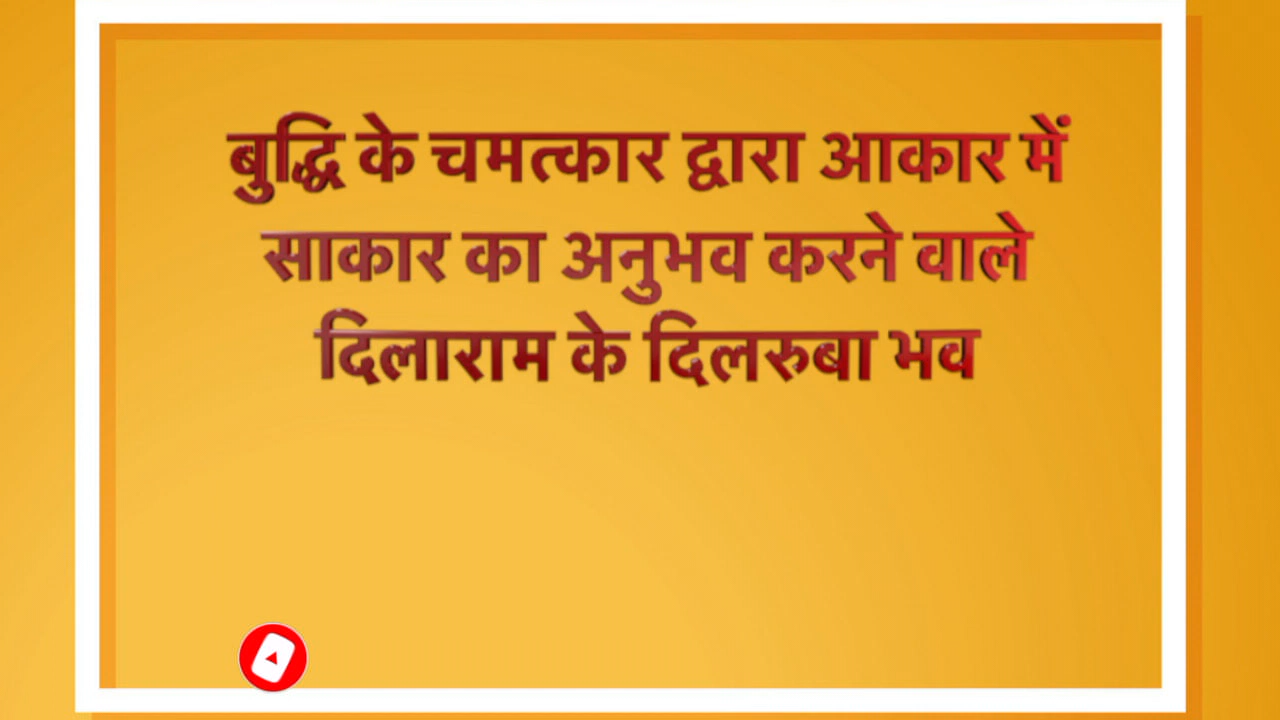 बुद्धि के चमत्कार द्वारा आकार में
साकार का अनुभव करने वाले
दिलाराम के दिलरुबा भव